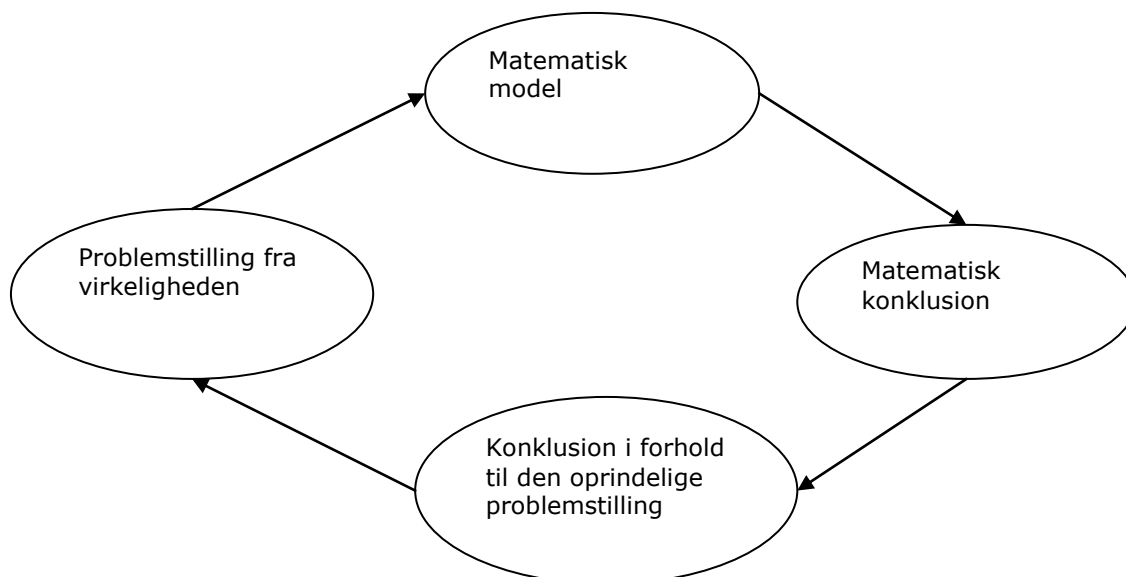 Matematisk
model
Problemstilling fra
virkeligheden
Matematisk
konklusion
Konklusion i forhold
til den oprindelige
problemstilling